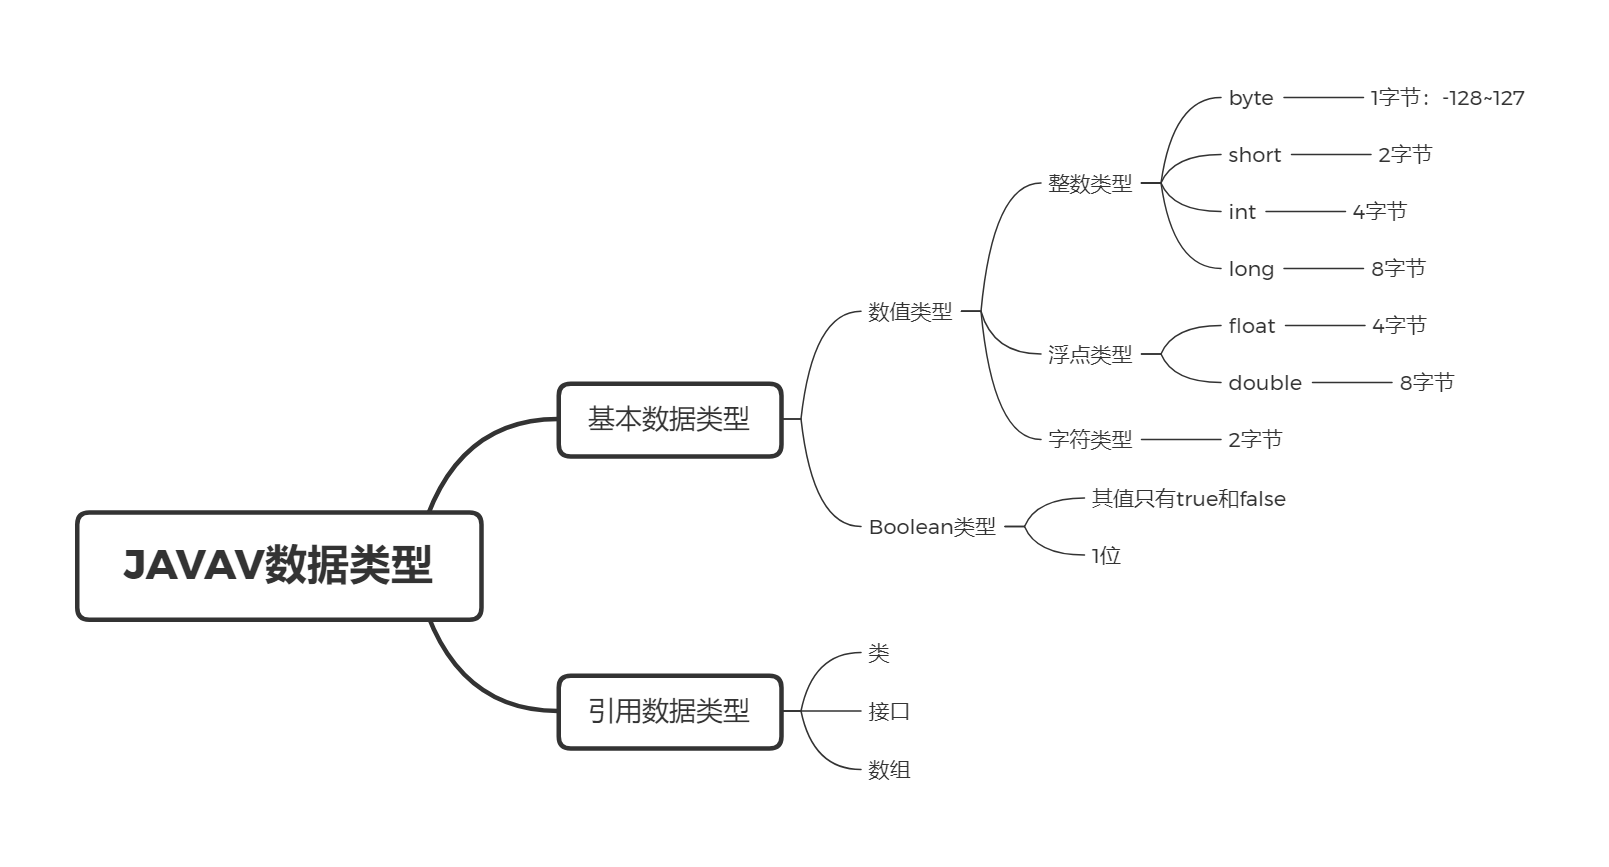 JAVAV数据类型
基本数据类型
数值类型
整数类型
byte
1字节：-128~127
short
2字节
int
4字节
long
8字节
浮点类型
float
4字节
double
8字节
字符类型
2字节
Boolean类型
其值只有true和false
1位
引用数据类型
类
接口
数组